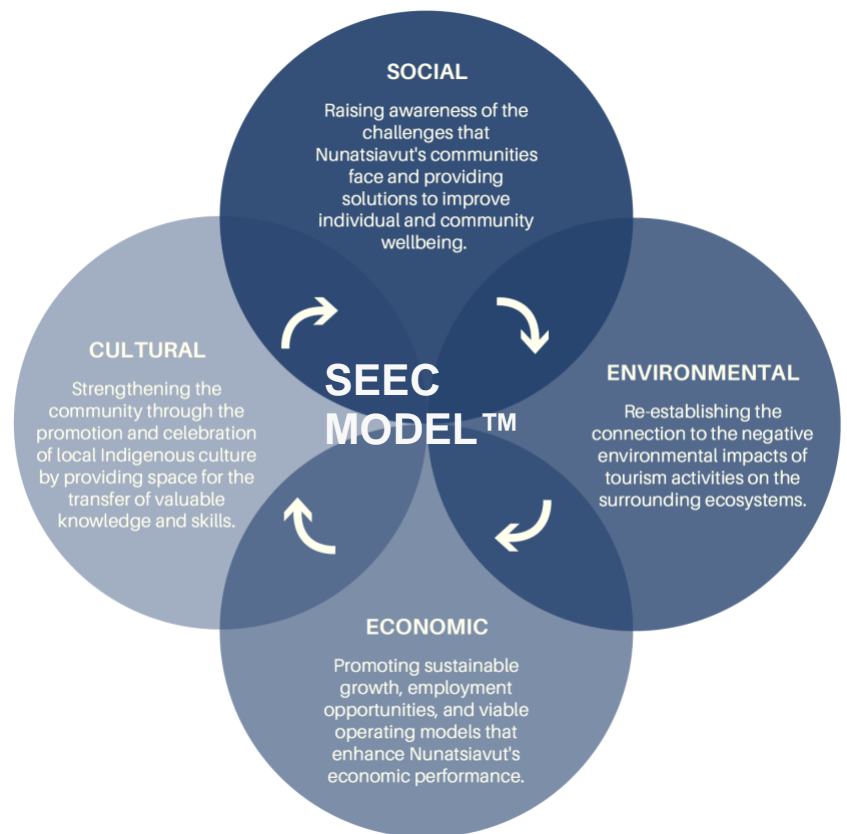 SOCIAL
Raising awareness of the
challenges that
Nunatsiavut's communities
face and providing
solutions to improve
individual and community
wellbeing.
CULTURAL
Strengthening the
community through the
promotion and celebration
of local Indigenous culture
by providing space for the
transfer of valuable
knowledge and skills.
SEEC
MODEL™
ENVIRONMENTAL
Re-establishing the
connection to the negative
environmental impacts of
tourism activities on the
surrounding ecosystems.
ECONOMIC
Promoting sustainable
growth, employment
opportunities, and viable
operating models that
enhance Nunatsiavut's
economic performance.